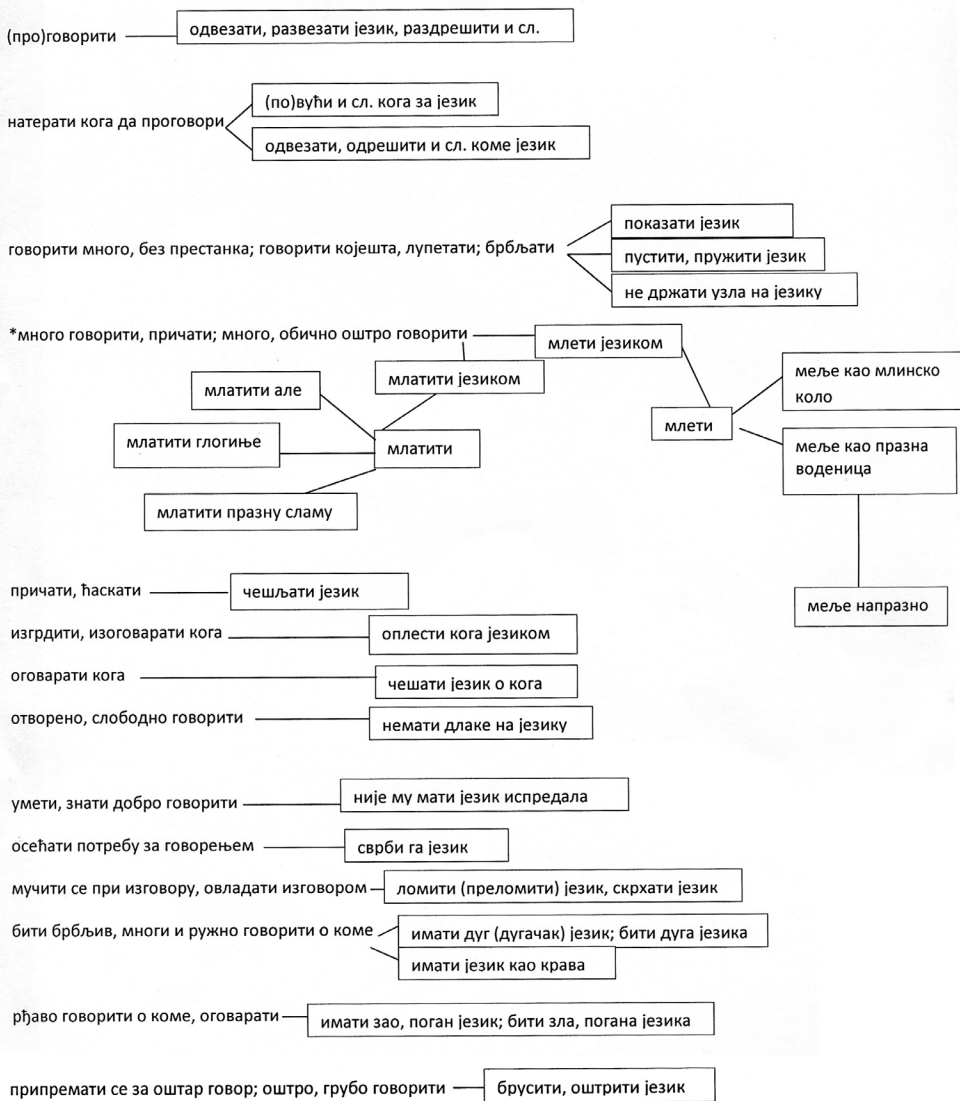 (про)говорити
одвезати, развезати језик, раздрешити и сл.
натерати кога да проговори
(по)вући и сл. кога за језик
одвезати, одрешити и сл. коме језик
говорити много, без престанка; говорити којешта, лупетати; брбљати
показати језик
пустити, пружити језик
не држати узла на језику
*много говорити, причати; много, обично оштро говорити
млети језиком
млатити језиком
млатити але
млатити глогиње
млатити
млатити празну сламу
млети
меље као млинско
коло
меље као празна
воденица
меље напразно
причати, ћаскати
чешљати језик
изгрдити, изоговарати кога
оплести кога језиком
оговарати кога
чешати језик о кога
отворено, слободно говорити
немати длаке на језику
умети, знати добро говорити
није му мати језик испредала
осећати потребу за говорењем
сврби га језик
мучити се при изговору, овладати изговором
ломити (преломити) језик, скрхати језик
бити брбљив, многи и ружно говорити о коме
имати дуг (дугачак) језик; бити дуга језика
имати језик као крава
рђаво говорити о коме, оговарати
имати зао, поган језик; бити зла, погана језика
припремати се за оштар говор; оштро, грубо говорити
брусити, оштрити језик